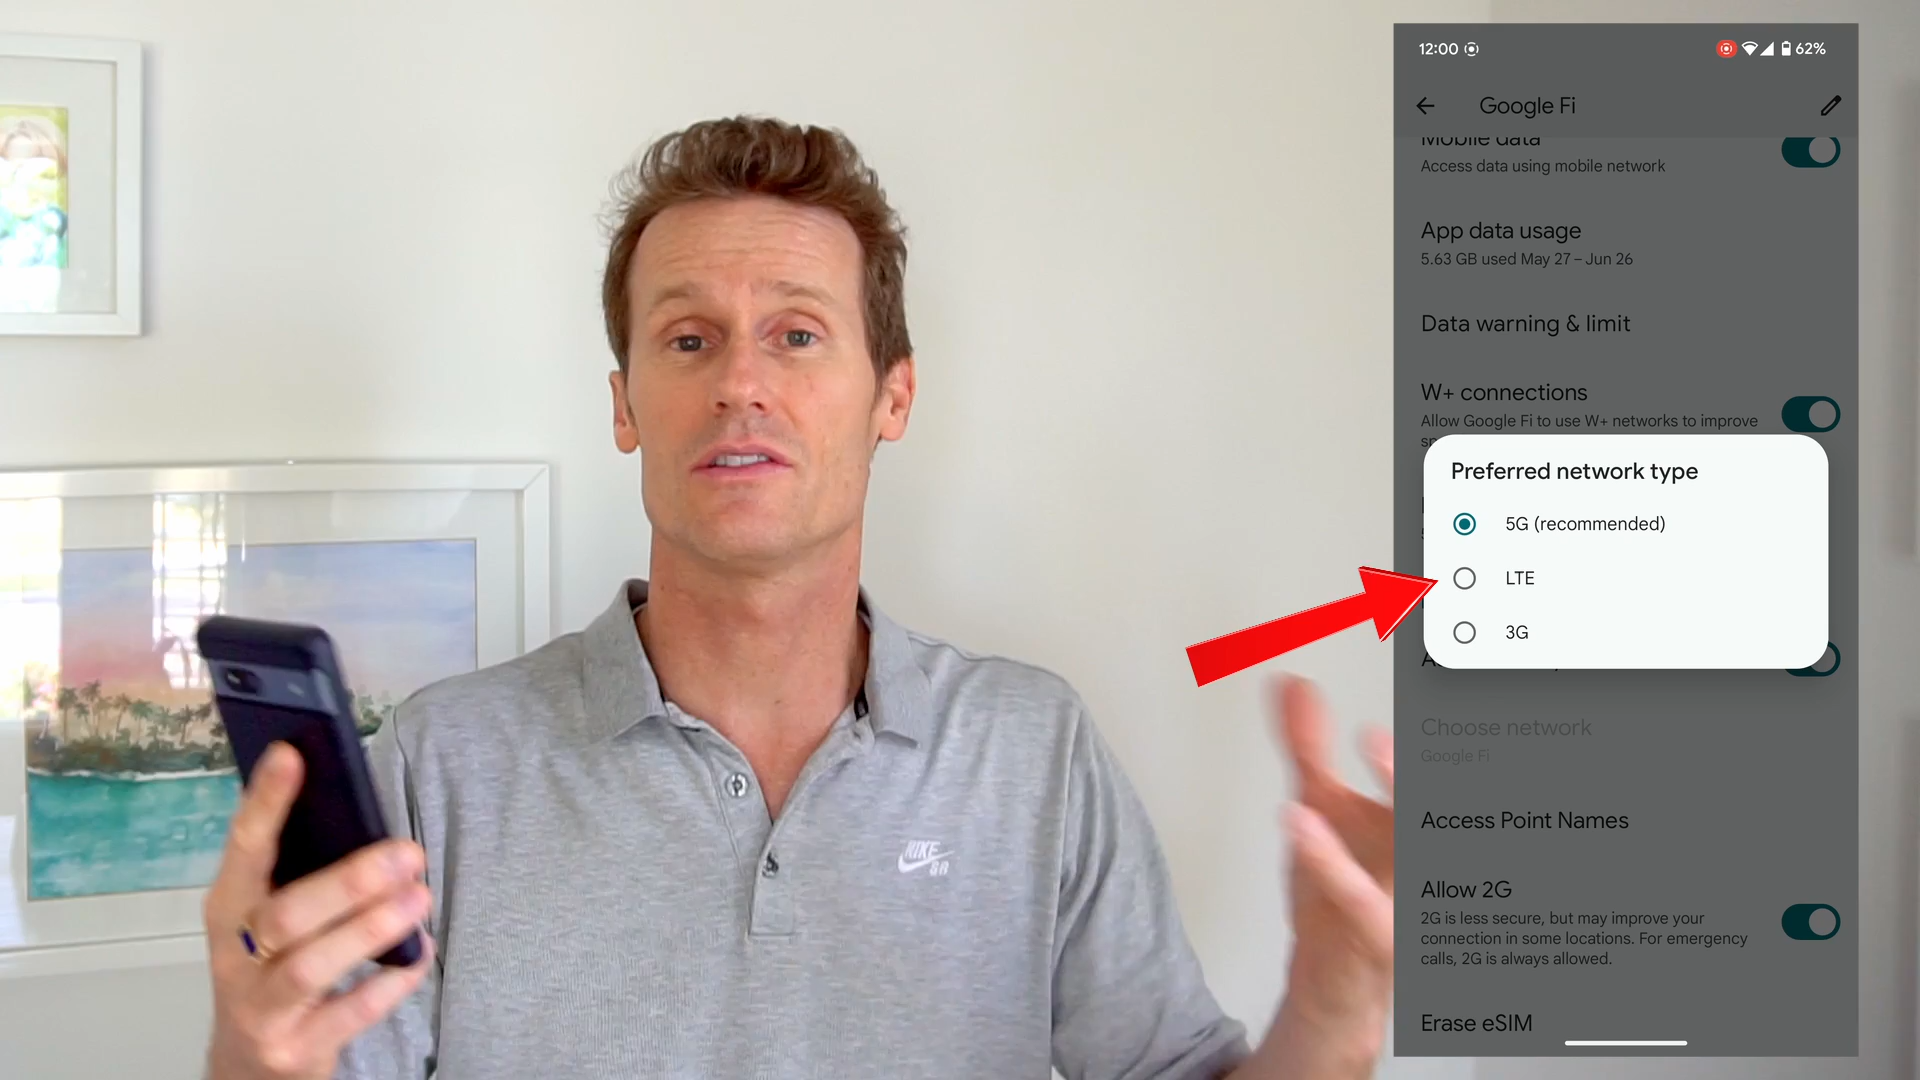 12:00
62%
Google Fi
Mobile data
Access data using mobile network
App data usage
5.63 GB used May 27 – Jun 26
Data warning & limit
W+ connections
Allow Google Fi to use W+ networks to improve
Preferred network type
5G (recommended)
LTE
3G
Choose network
Google Fi
Access Point Names
Allow 2G
2G is less secure, but may improve your
connection in some locations. For emergency
calls, 2G is always allowed.
Erase eSIM
NIKE